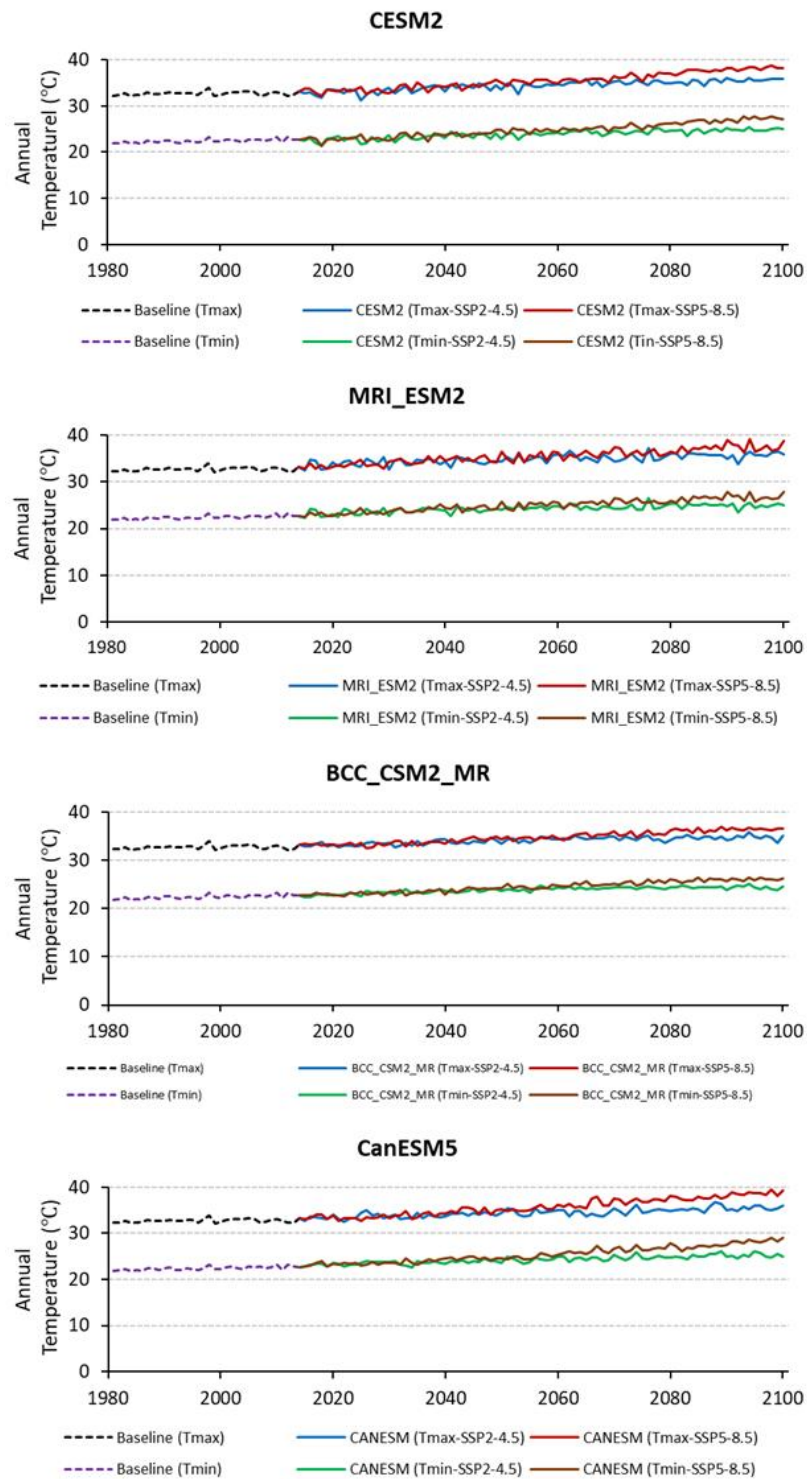 CESM2
Annual
Temperaturel (°C)
40
30
20
10
0
1980 2000 2020 2040 2060 2080 2100
Baseline (Tmax) CESM2 (Tmax-SSP2-4.5) CESM2 (Tmax-SSP5-8.5)
Baseline (Tmin) CESM2 (Tmin-SSP2-4.5) CESM2 (Tin-SSP5-8.5)
MRI_ESM2
Annual
Temperature (°C)
40
30
20
10
0
1980 2000 2020 2040 2060 2080 2100
Baseline (Tmax) MRI_ESM2 (Tmax-SSP2-4.5) MRI_ESM2 (Tmax-SSP5-8.5)
Baseline (Tmin) MRI_ESM2 (Tmin-SSP2-4.5) MRI_ESM2 (Tmin-SSP5-8.5)
BCC_CSM2_MR
Annual
Temperature (°C)
40
30
20
10
0
1980 2000 2020 2040 2060 2080 2100
Baseline (Tmax) BCC_CSM2_MR (Tmax-SSP2-4.5) BCC_CSM2_MR (Tmax-SSP5-8.5)
Baseline (Tmin) BCC_CSM2_MR (Tmin-SSP2-4.5) BCC_CSM2_MR (Tmin-SSP5-8.5)
CanESM5
Annual
Temperature (°C)
40
30
20
10
0
1980 2000 2020 2040 2060 2080 2100
Baseline (Tmax) CANESM (Tmax-SSP2-4.5) CANESM (Tmax-SSP5-8.5)
Baseline (Tmin) CANESM (Tmin-SSP2-4.5) CANESM (Tmin-SSP5-8.5)